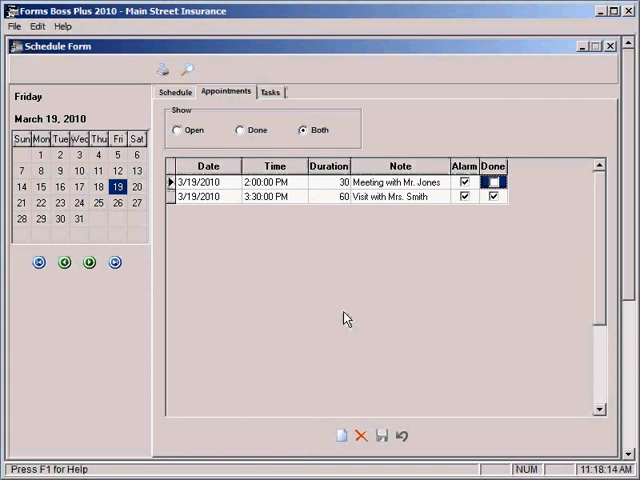 Forms Boss Plus 2010 - Main Street Insurance
File Edit Help
Schedule Form
Friday
March 19, 2010
Sun Mon Tue Wed Thu Fri Sat
1 2 3 4 5 6
7 8 9 10 11 12 13
14 15 16 17 18 19 20
21 22 23 24 25 26 27
28 29 30 31
Schedule Appointments Tasks
Show
Open Done Both
Date Time Duration Note Alarm Done
3/19/2010 2:00:00 PM 30 Meeting with Mr. Jones
3/19/2010 3:30:00 PM 60 Visit with Mrs. Smith
Press F1 for Help NUM 11:18:14 AM